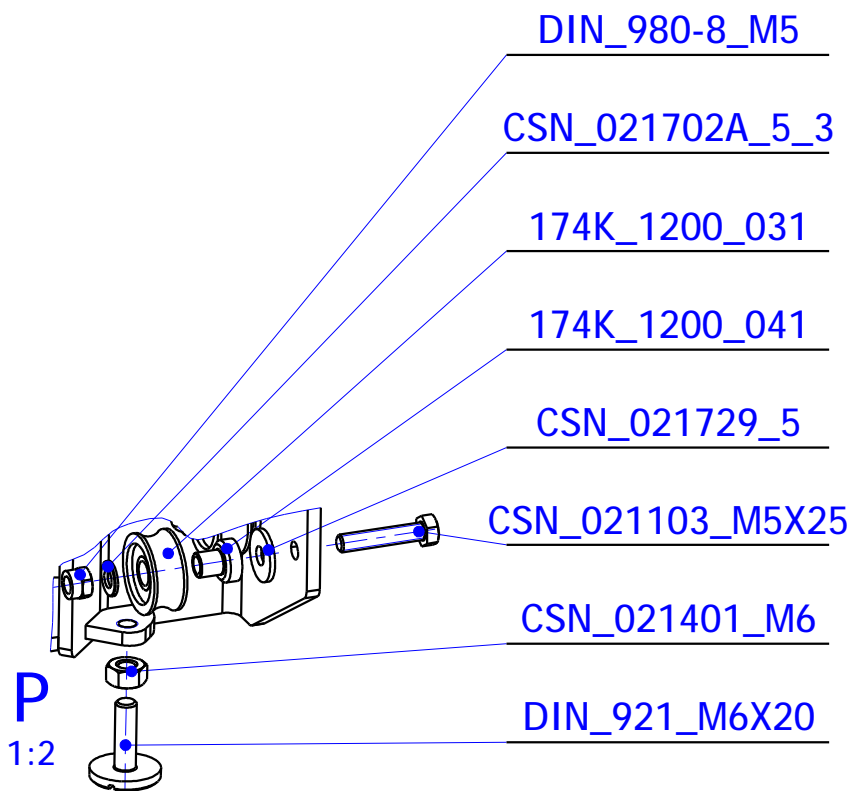 DIN_980-8_M5
CSN_021702A_5_3
174K_1200_031
174K_1200_041
CSN_021729_5
CSN_021103_M5X25
CSN_021401_M6
DIN_921_M6X20
P
1:2